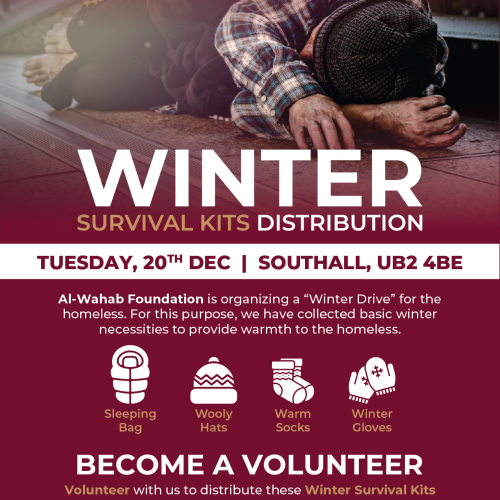 WINTER
SURVIVAL KITS DISTRIBUTION
TUESDAY, 20TH DEC | SOUTHALL, UB2 4BE
Al-Wahab Foundation is organizing a “Winter Drive” for the
homeless. For this purpose, we have collected basic winter
necessities to provide warmth to the homeless.
Sleeping Bag
Wooly Hats
Warm Socks
Winter Gloves
BECOME A VOLUNTEER
Volunteer with us to distribute these Winter Survival Kits